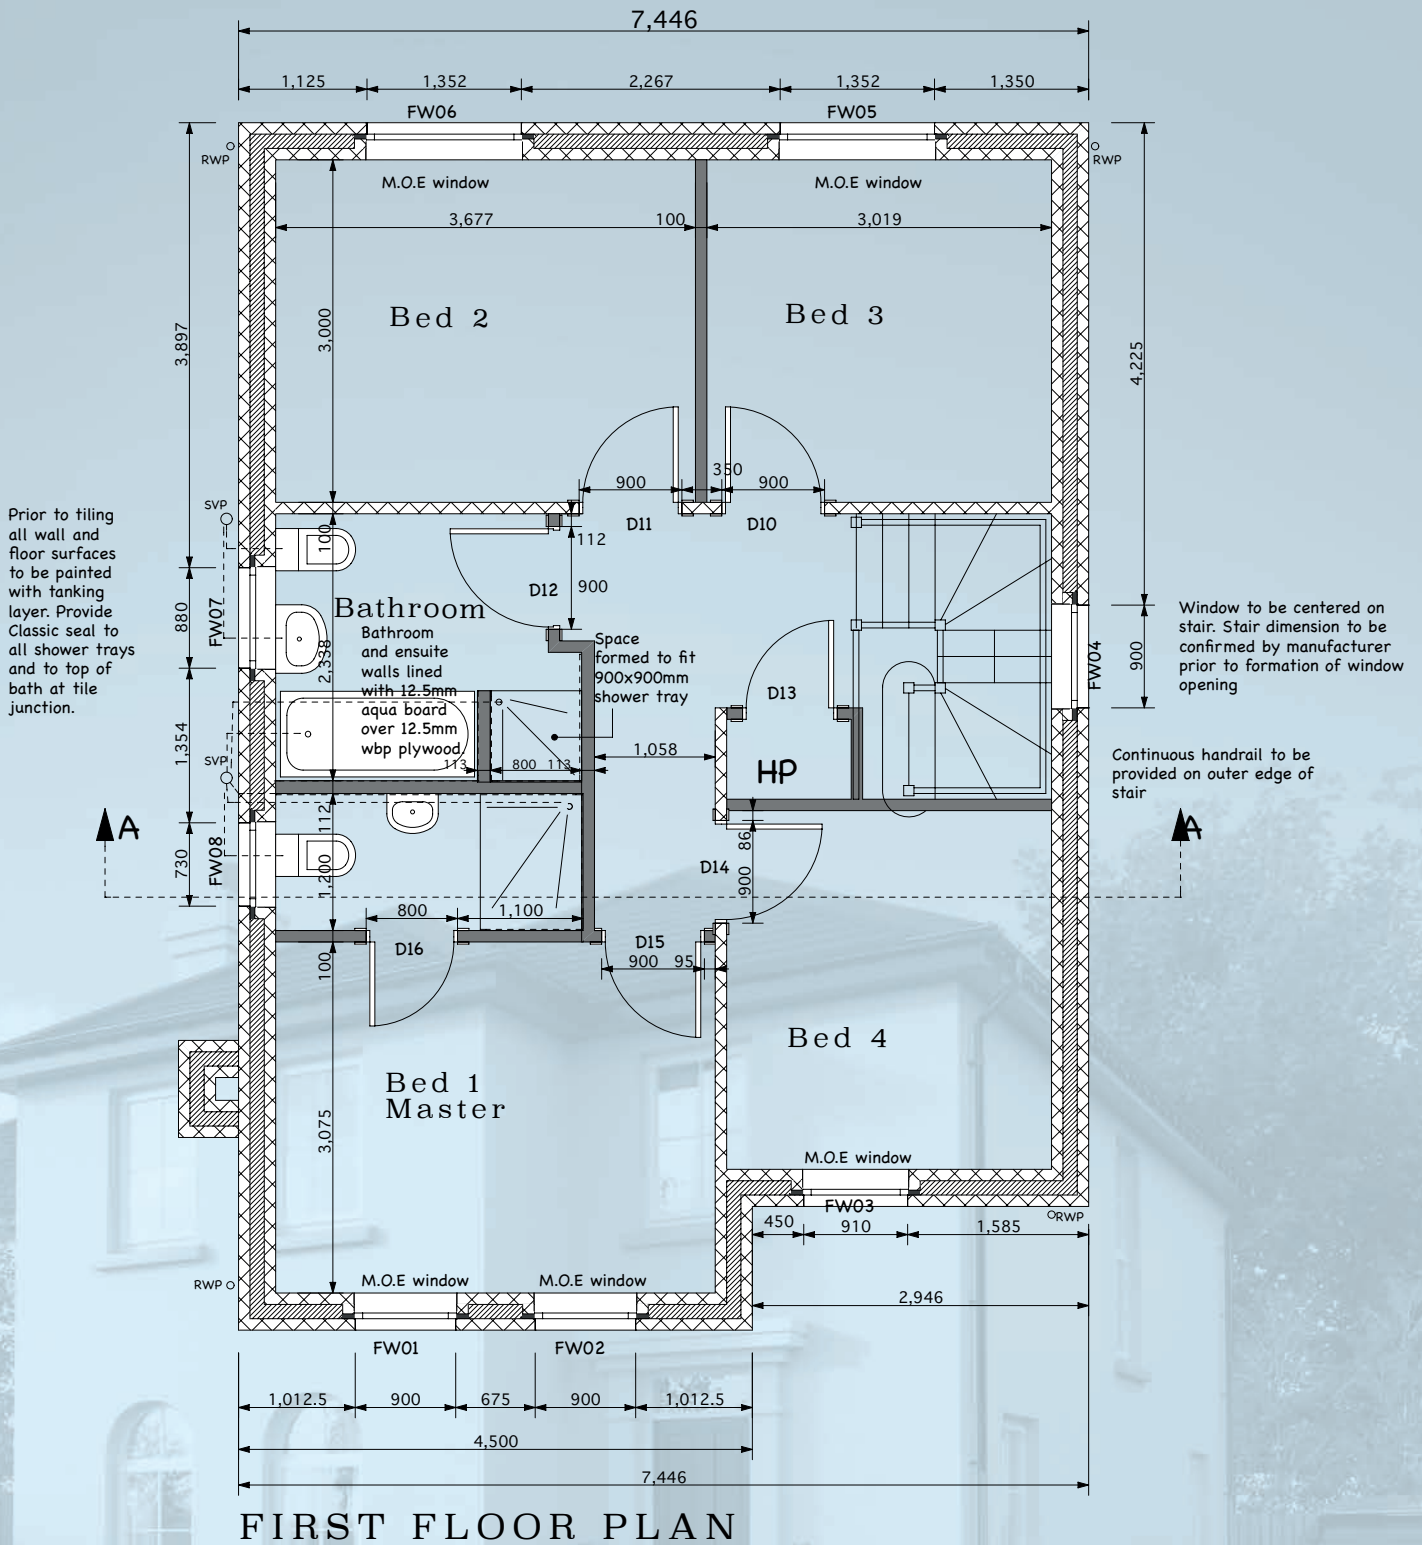 7,446
1,125 1,352 2,267 1,352 1,350
FW06 FW05
RWP RWP
M.O.E window M.O.E window
3,677 100 3,019
Bed 2 Bed 3
3,000
3,897
4,225
350
900 900
D11 D10
SVP
100
112
D12 900
Prior to tiling
all wall and
floor surfaces
to be painted
with tanking
layer. Provide
Classic seal to
all shower trays
and to top of
bath at tile
junction.
880
FW07
Bathroom
2,338
Bathroom
and ensuite
walls lined
with 12.5mm
aqua board
over 12.5mm
wbp plywood.
Space
formed to fit
900x900mm
shower tray
D13
FW04
900
Window to be centered on
stair. Stair dimension to be
confirmed by manufacturer
prior to formation of window
opening
1,354
SVP
113 800 113
1,058
HP
Continuous handrail to be
provided on outer edge of
stair
A A
112
86
730
FW08
1,200
D14
900
800 1,100
D16 D15
100
900 95
Bed 4
Bed 1
Master
3,075
M.O.E window
FW03
RWP
450 910 1,585
RWP
M.O.E window M.O.E window
2,946
FW01 FW02
1,012.5 900 675 900 1,012.5
4,500
7,446
FIRST FLOOR PLAN